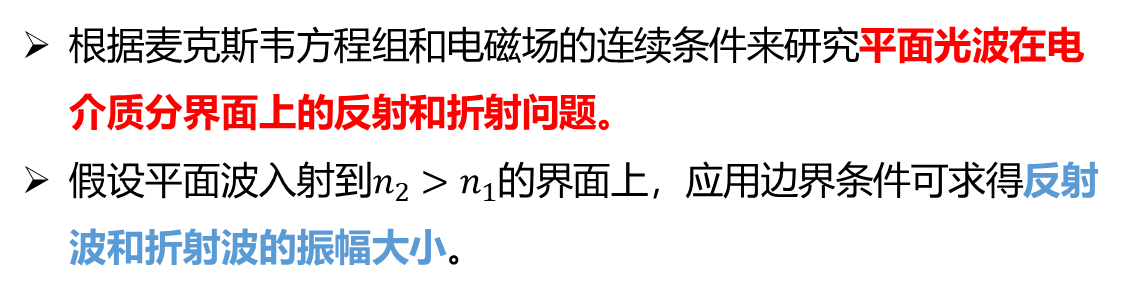 ➢ 根据麦克斯韦方程组和电磁场的连续条件来研究平面光波在电
介质分界面上的反射和折射问题。
➢ 假设平面波入射到n₂ > n₁的界面上，应用边界条件可求得反射
波和折射波的振幅大小。